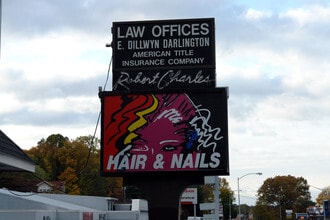 LAW OFFICES
E. DILLWYN DARLINGTON
AMERICAN TITLE
INSURANCE COMPANY
Robert Charles
HAIR & NAILS